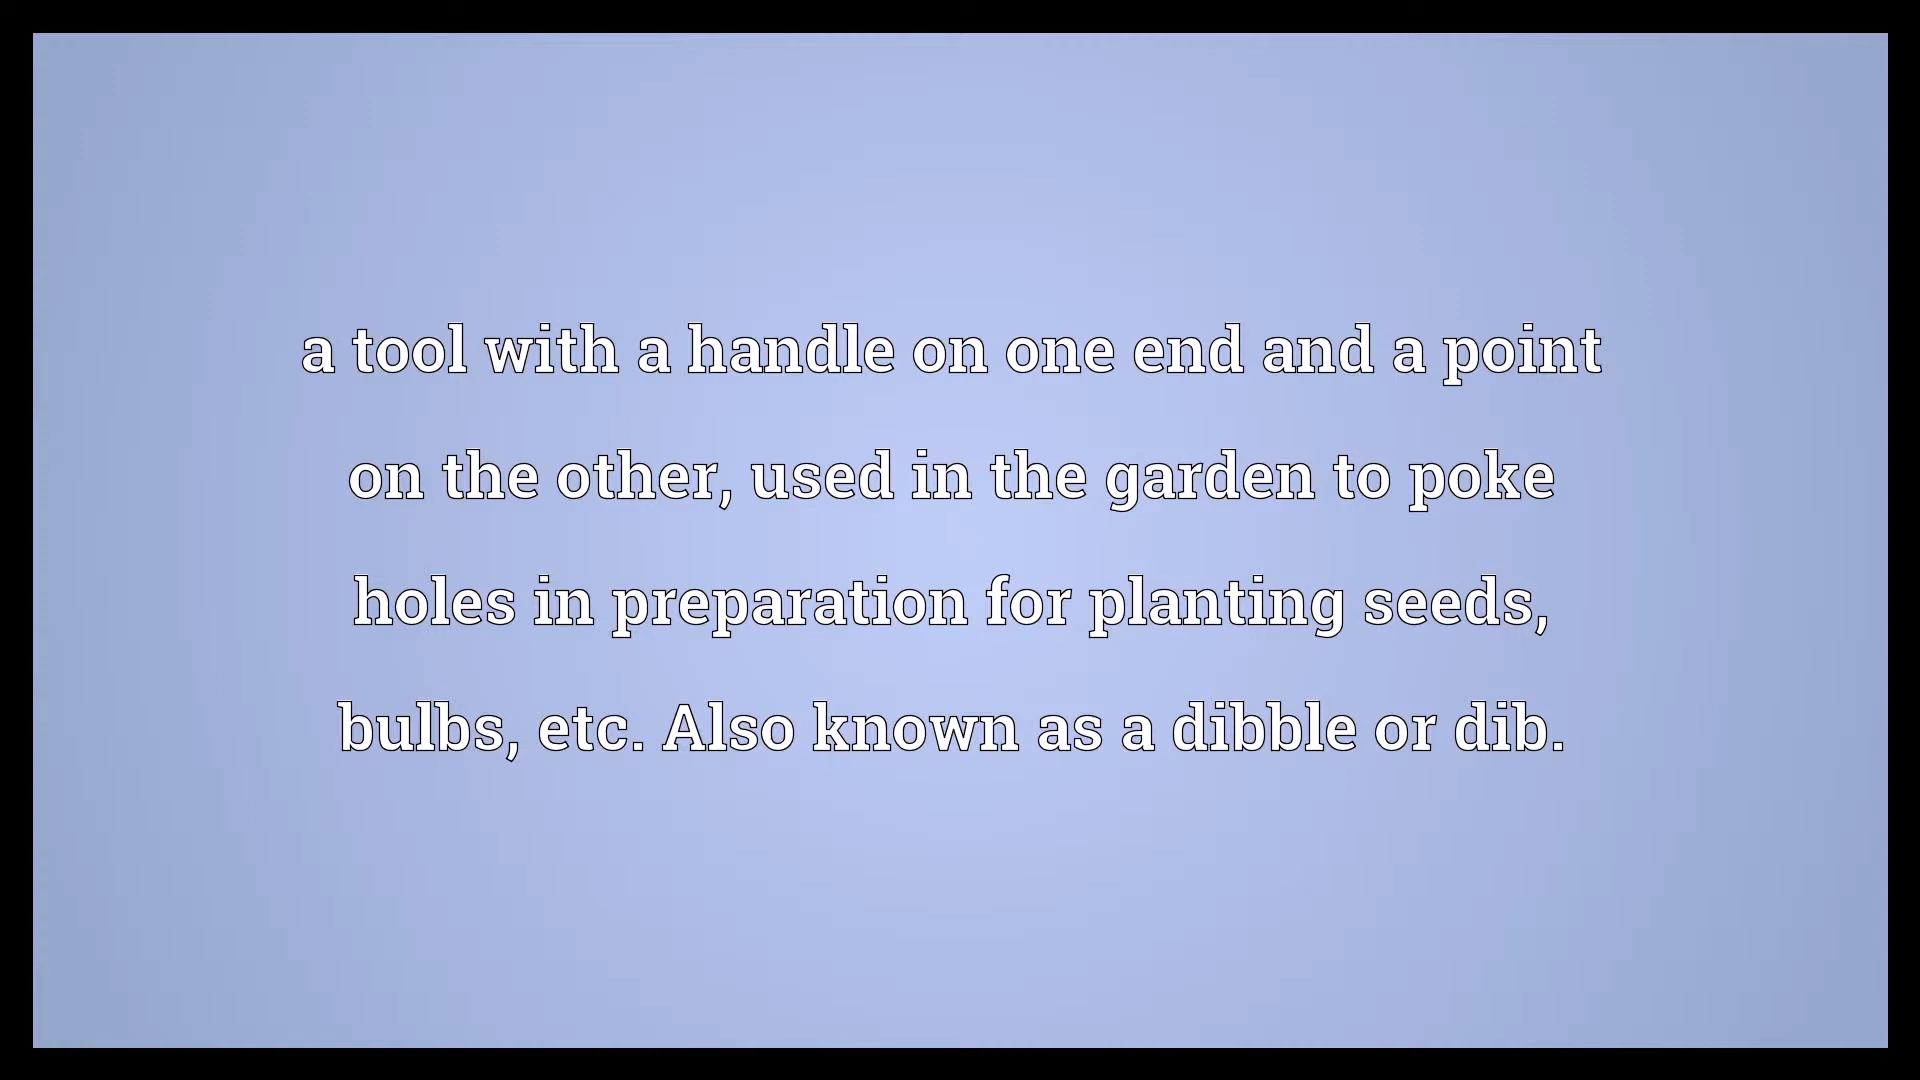 a tool with a handle on one end and a point
on the other, used in the garden to poke
holes in preparation for planting seeds,
bulbs, etc. Also known as a dibble or dib.